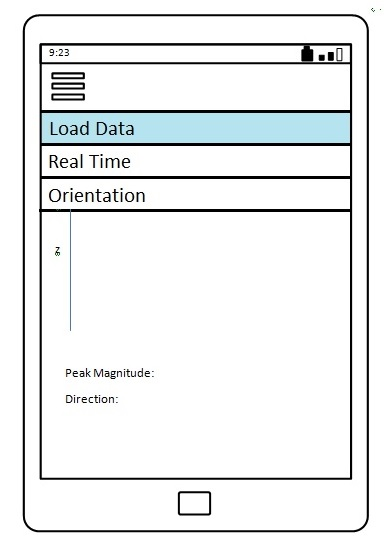 9:23
Load Data
Real Time
Orientation
Peak Magnitude:
Direction: